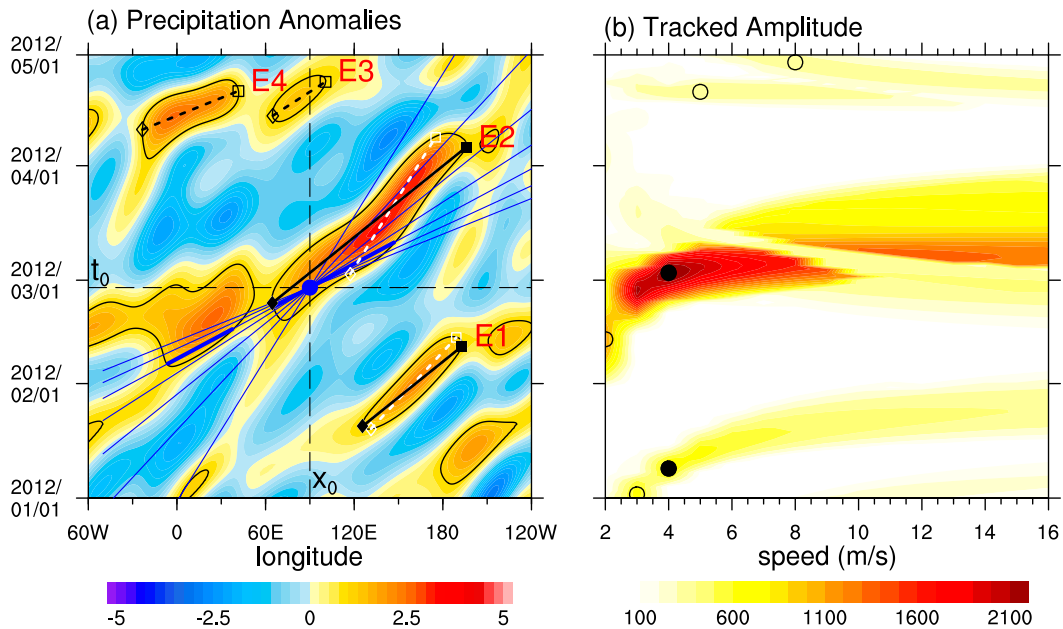 (a) Precipitation Anomalies
2012/
05/01
2012/
04/01
2012/
03/01
2012/
02/01
2012/
01/01
E4
E3
E2
E1
t0
x0
60W 0 60E 120E 180 120W
longitude
-5 -2.5 0 2.5 5
(b) Tracked Amplitude
2 4 6 8 10 12 14 16
speed (m/s)
100 600 1100 1600 2100